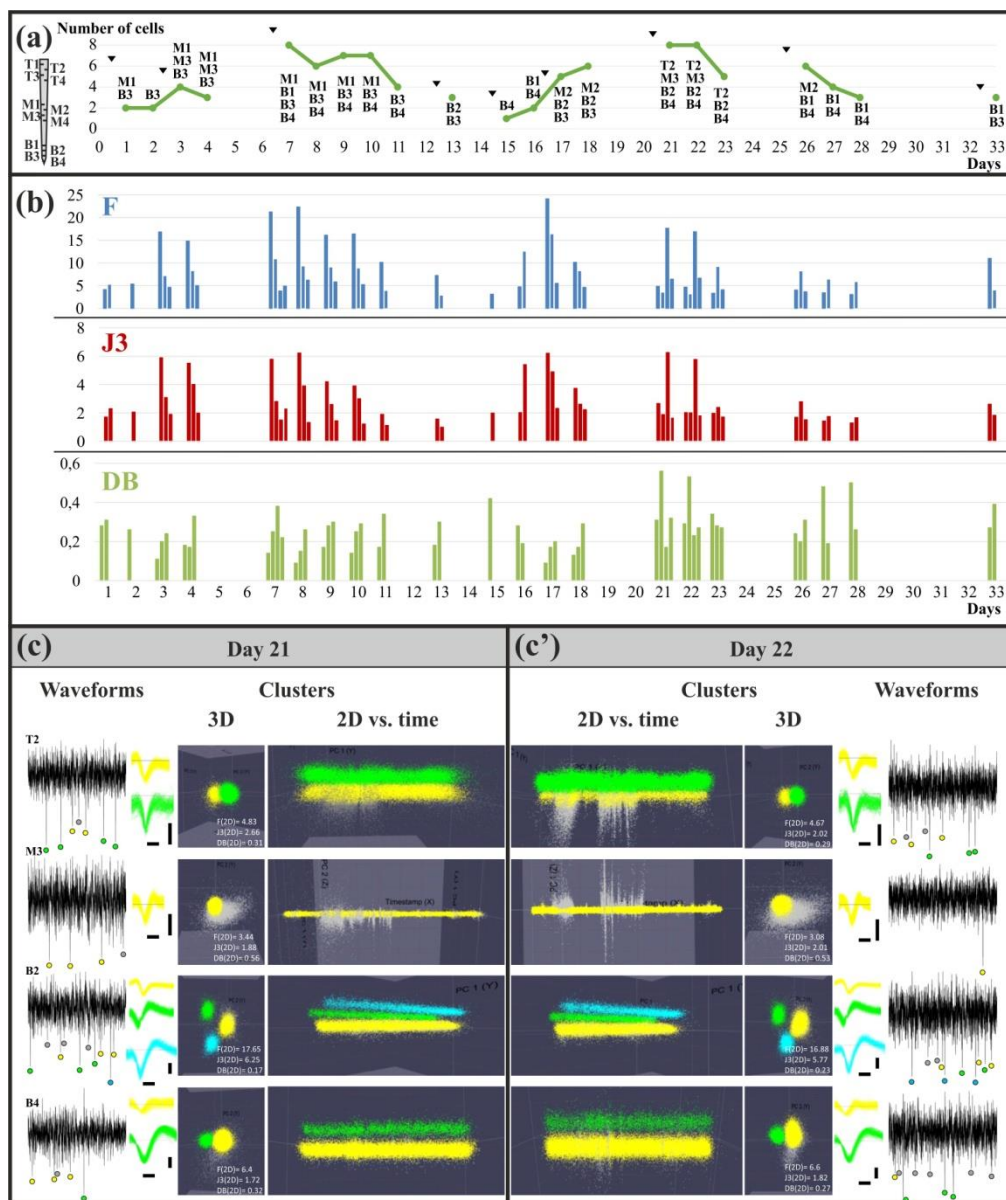 (a)
Number of cells
8
6
4
2
0
T1
T3
T2
T4
M1
M3
M2
M4
B1
B3
B2
B4
M1
B3
B3
M1
M3
B3
M1
M3
B3
M1
B1
B3
B4
M1
B3
B4
M1
B3
B4
M1
B3
B4
B3
B4
B2
B3
B4
B1
B4
M2
B2
B3
M2
B2
B3
T2
M3
B2
B4
T2
M3
B2
B4
T2
B2
B4
M2
B1
B4
B1
B4
B1
B4
B1
B3
0 1 2 3 4 5 6 7 8 9 10 11 12 13 14 15 16 17 18 19 20 21 22 23 24 25 26 27 28 29 30 31 32 33
Days
(b)
F
25
20
15
10
5
0
J3
8
6
4
2
0
DB
0,6
0,4
0,2
0
1 2 3 4 5 6 7 8 9 10 11 12 13 14 15 16 17 18 19 20 21 22 23 24 25 26 27 28 29 30 31 32 33
Days
(c)
Day 21
Waveforms
Clusters
3D
2D vs. time
T2
F(2D)= 4.83
J3(2D)= 2.66
DB(2D)= 0.31
PC 1 (Y)
M3
F(2D)= 3.44
J3(2D)= 1.88
DB(2D)= 0.56
PC 2 (Z)
Timestamp (X)
B2
F(2D)= 17.65
J3(2D)= 6.25
DB(2D)= 0.17
PC 1 (Y)
B4
F(2D)= 6.4
J3(2D)= 1.72
DB(2D)= 0.32
(c’)
Day 22
Clusters
Waveforms
2D vs. time
3D
F(2D)= 4.67
J3(2D)= 2.02
DB(2D)= 0.29
PC 1 (Z)
F(2D)= 3.08
J3(2D)= 2.01
DB(2D)= 0.53
PC 1 (Y)
F(2D)= 16.88
J3(2D)= 5.77
DB(2D)= 0.23
F(2D)= 6.6
J3(2D)= 1.82
DB(2D)= 0.27